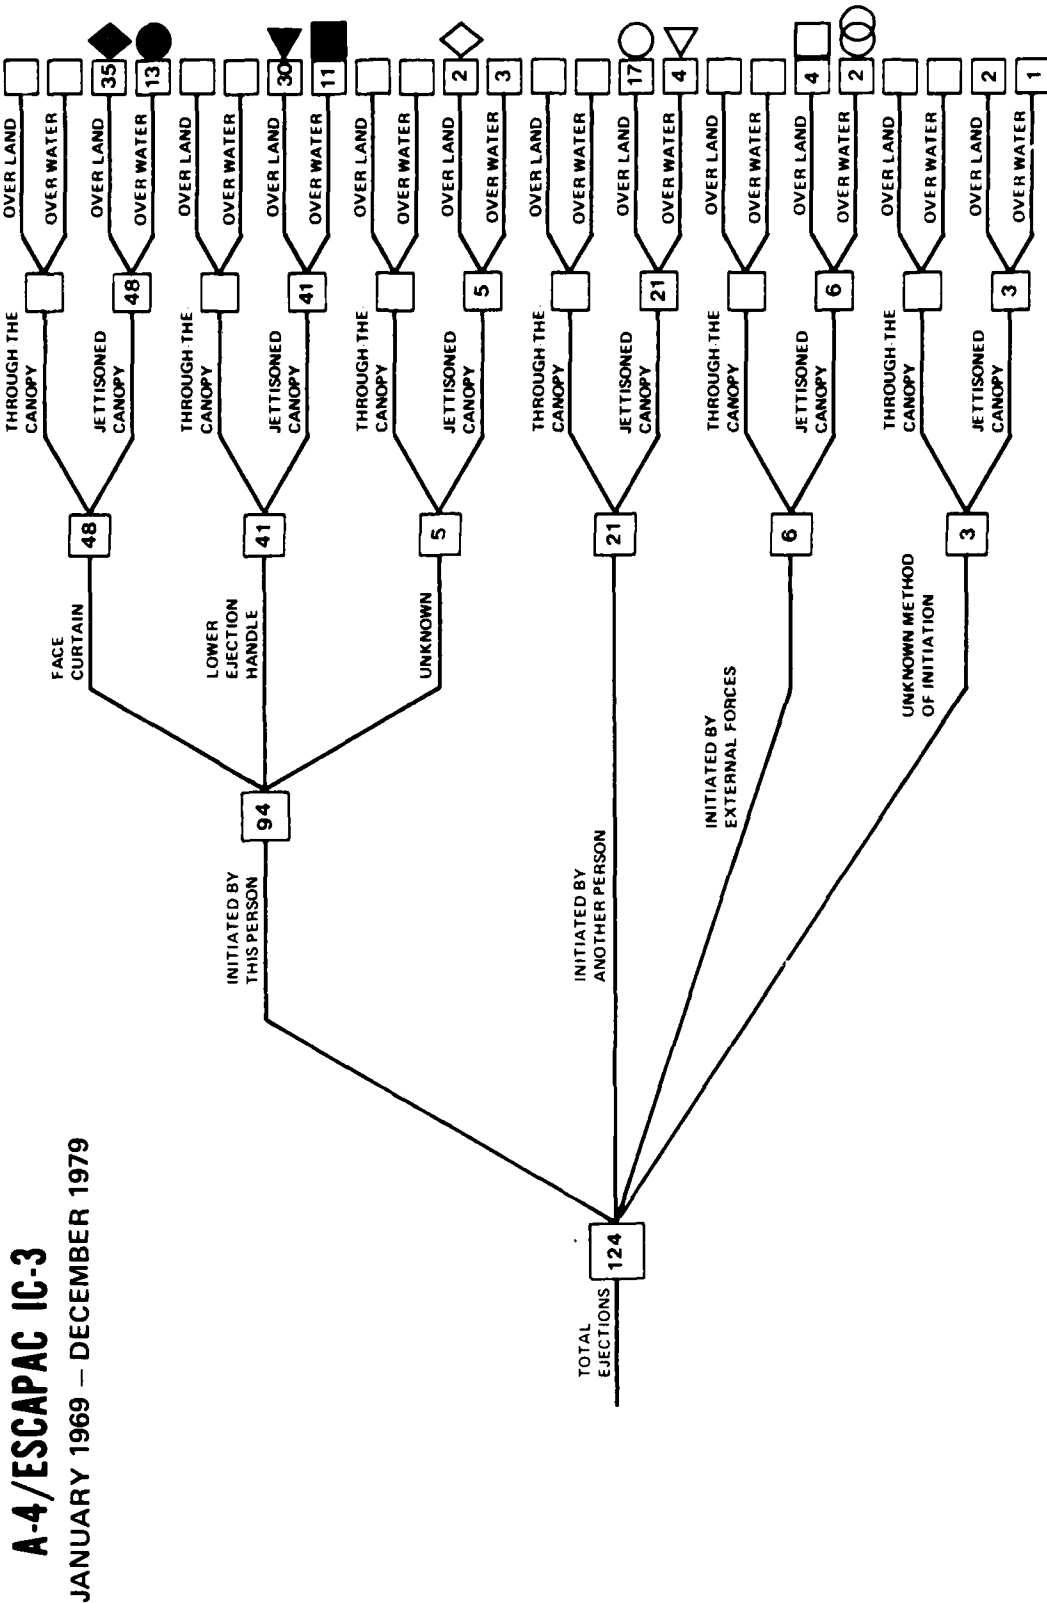 A-4/ESCAPAC IC-3
JANUARY 1969 – DECEMBER 1979
TOTAL
EJECTIONS
124
INITIATED BY
THIS PERSON
94
INITIATED BY
ANOTHER PERSON
INITIATED BY
EXTERNAL FORCES
UNKNOWN METHOD
OF INITIATION
FACE
CURTAIN
48
LOWER
EJECTION
HANDLE
41
UNKNOWN
5
21
6
3
THROUGH THE
CANOPY
JETTISONED
CANOPY
48
THROUGH THE
CANOPY
JETTISONED
CANOPY
41
THROUGH THE
CANOPY
JETTISONED
CANOPY
5
THROUGH THE
CANOPY
JETTISONED
CANOPY
21
THROUGH THE
CANOPY
JETTISONED
CANOPY
6
THROUGH THE
CANOPY
JETTISONED
CANOPY
3
OVER LAND
OVER WATER
OVER LAND 35
OVER WATER 13
OVER LAND
OVER WATER
OVER LAND 30
OVER WATER 11
OVER LAND
OVER WATER
OVER LAND 2
OVER WATER 3
OVER LAND
OVER WATER
OVER LAND 17
OVER WATER 4
OVER LAND
OVER WATER
OVER LAND 4
OVER WATER 2
OVER LAND
OVER WATER
OVER LAND 2
OVER WATER 1